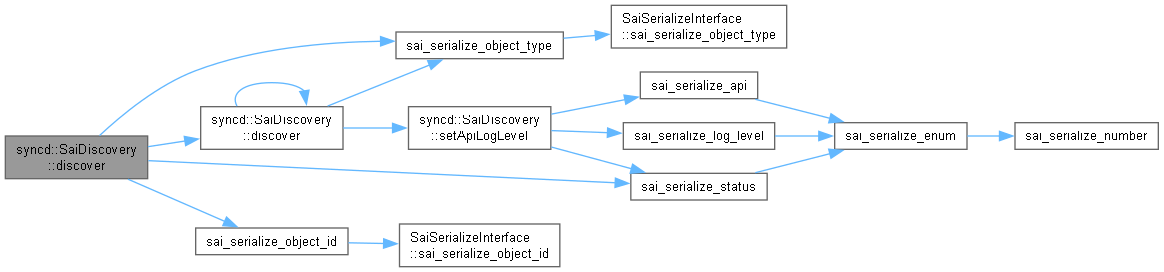 SaiSerializeInterface
::sai_serialize_object_type
sai_serialize_object_type
sai_serialize_api
syncd::SaiDiscovery
::discover
syncd::SaiDiscovery
::setApiLogLevel
sai_serialize_log_level
sai_serialize_enum
sai_serialize_number
syncd::SaiDiscovery
::discover
sai_serialize_status
sai_serialize_object_id
SaiSerializeInterface
::sai_serialize_object_id